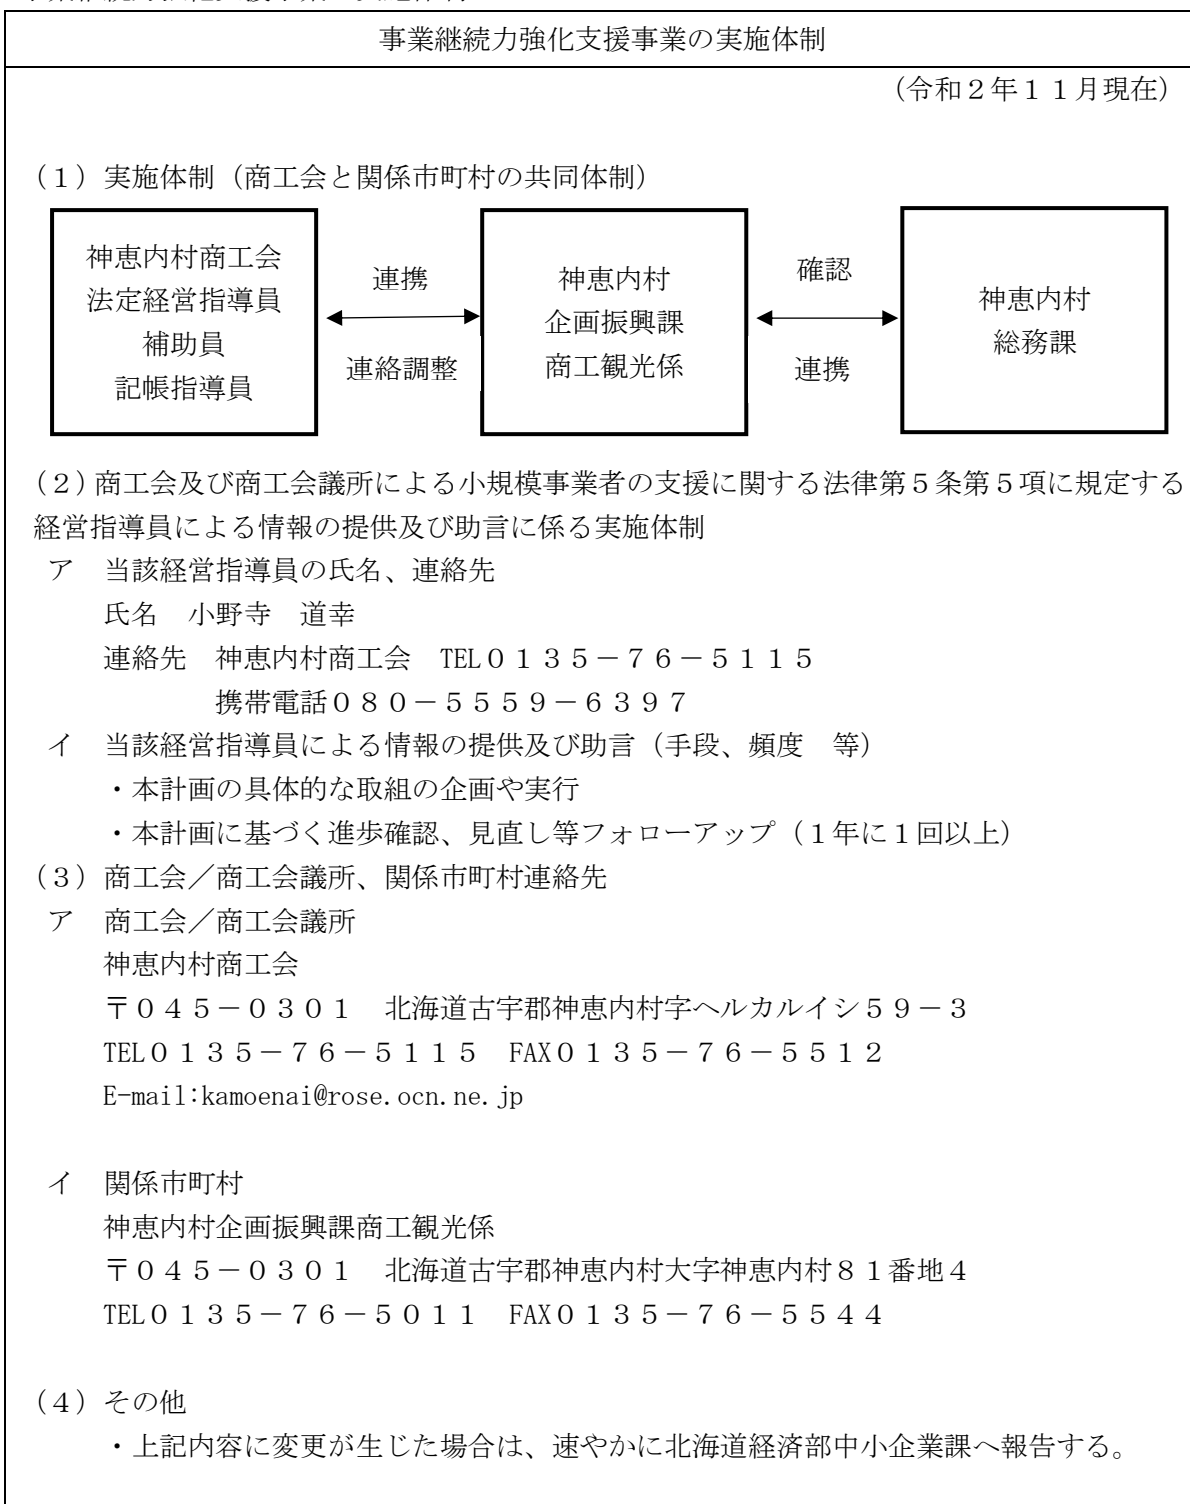 事業継続力強化支援事業の実施体制
（令和２年１１月現在）
（１）実施体制（商工会と関係市町村の共同体制）
神恵内村商工会
法定経営指導員
補助員
記帳指導員
連携
連絡調整
神恵内村
企画振興課
商工観光係
確認
連携
神恵内村
総務課
（２）商工会及び商工会議所による小規模事業者の支援に関する法律第５条第５項に規定する
経営指導員による情報の提供及び助言に係る実施体制
ア　当該経営指導員の氏名、連絡先
氏名　小野寺　道幸
連絡先　神恵内村商工会　TEL０１３５－７６－５１１５
携帯電話０８０－５５５９－６３９７
イ　当該経営指導員による情報の提供及び助言（手段、頻度　等）
・本計画の具体的な取組の企画や実行
・本計画に基づく進歩確認、見直し等フォローアップ（１年に１回以上）
（３）商工会／商工会議所、関係市町村連絡先
ア　商工会／商工会議所
神恵内村商工会
〒０４５－０３０１　北海道古宇郡神恵内村字ヘルカルイシ５９－３
TEL０１３５－７６－５１１５　FAX０１３５－７６－５５１２
E-mail:kamoenai@rose.ocn.ne.jp
イ　関係市町村
神恵内村企画振興課商工観光係
〒０４５－０３０１　北海道古宇郡神恵内村大字神恵内村８１番地４
TEL０１３５－７６－５０１１　FAX０１３５－７６－５５４４
（４）その他
・上記内容に変更が生じた場合は、速やかに北海道経済部中小企業課へ報告する。